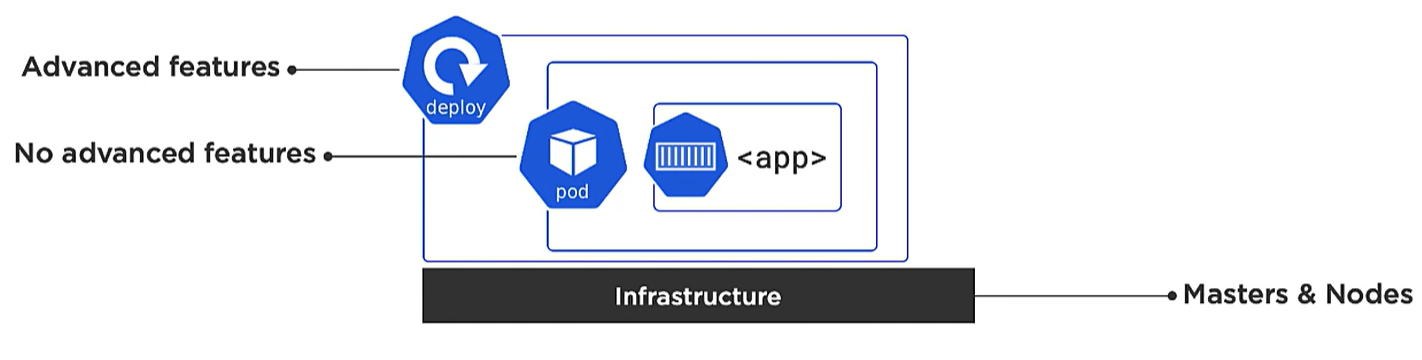 Advanced features
deploy
No advanced features
pod
<app>
Infrastructure
Masters & Nodes